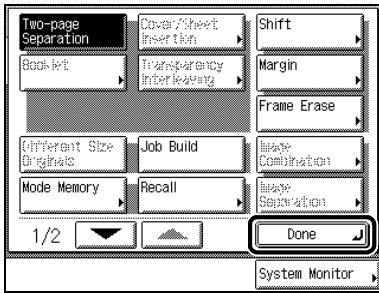 Two-page
Separation
Cover/Sheet
Insertion
Shift
Booklet
Transparency
Interleaving
Margin
Frame Erase
Different Size
Originals
Job Build
Image
Combination
Mode Memory
Recall
Image
Separation
1/2
Done
System Monitor